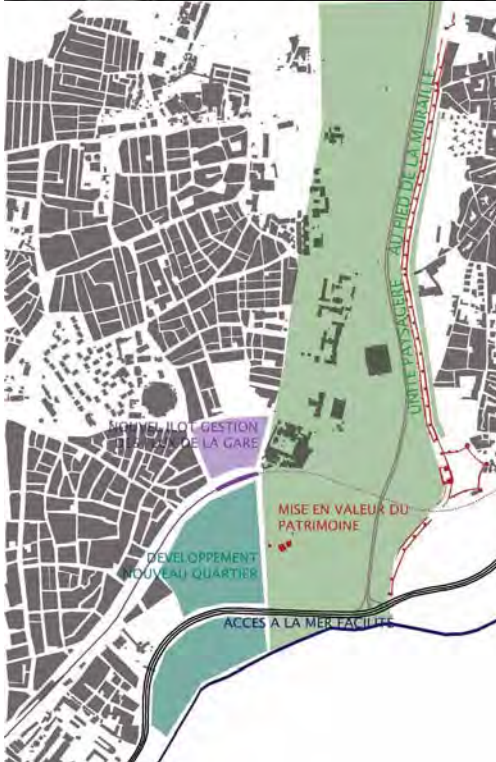 UNITE PAYSAGERE AU PIED DE LA MURAILLE
NOUVEL ILOT GESTION
DES FLUX DE LA GARE
MISE EN VALEUR DU
PATRIMOINE
DEVELOPPEMENT
NOUVEAU QUARTIER
ACCES A LA MER FACILITE